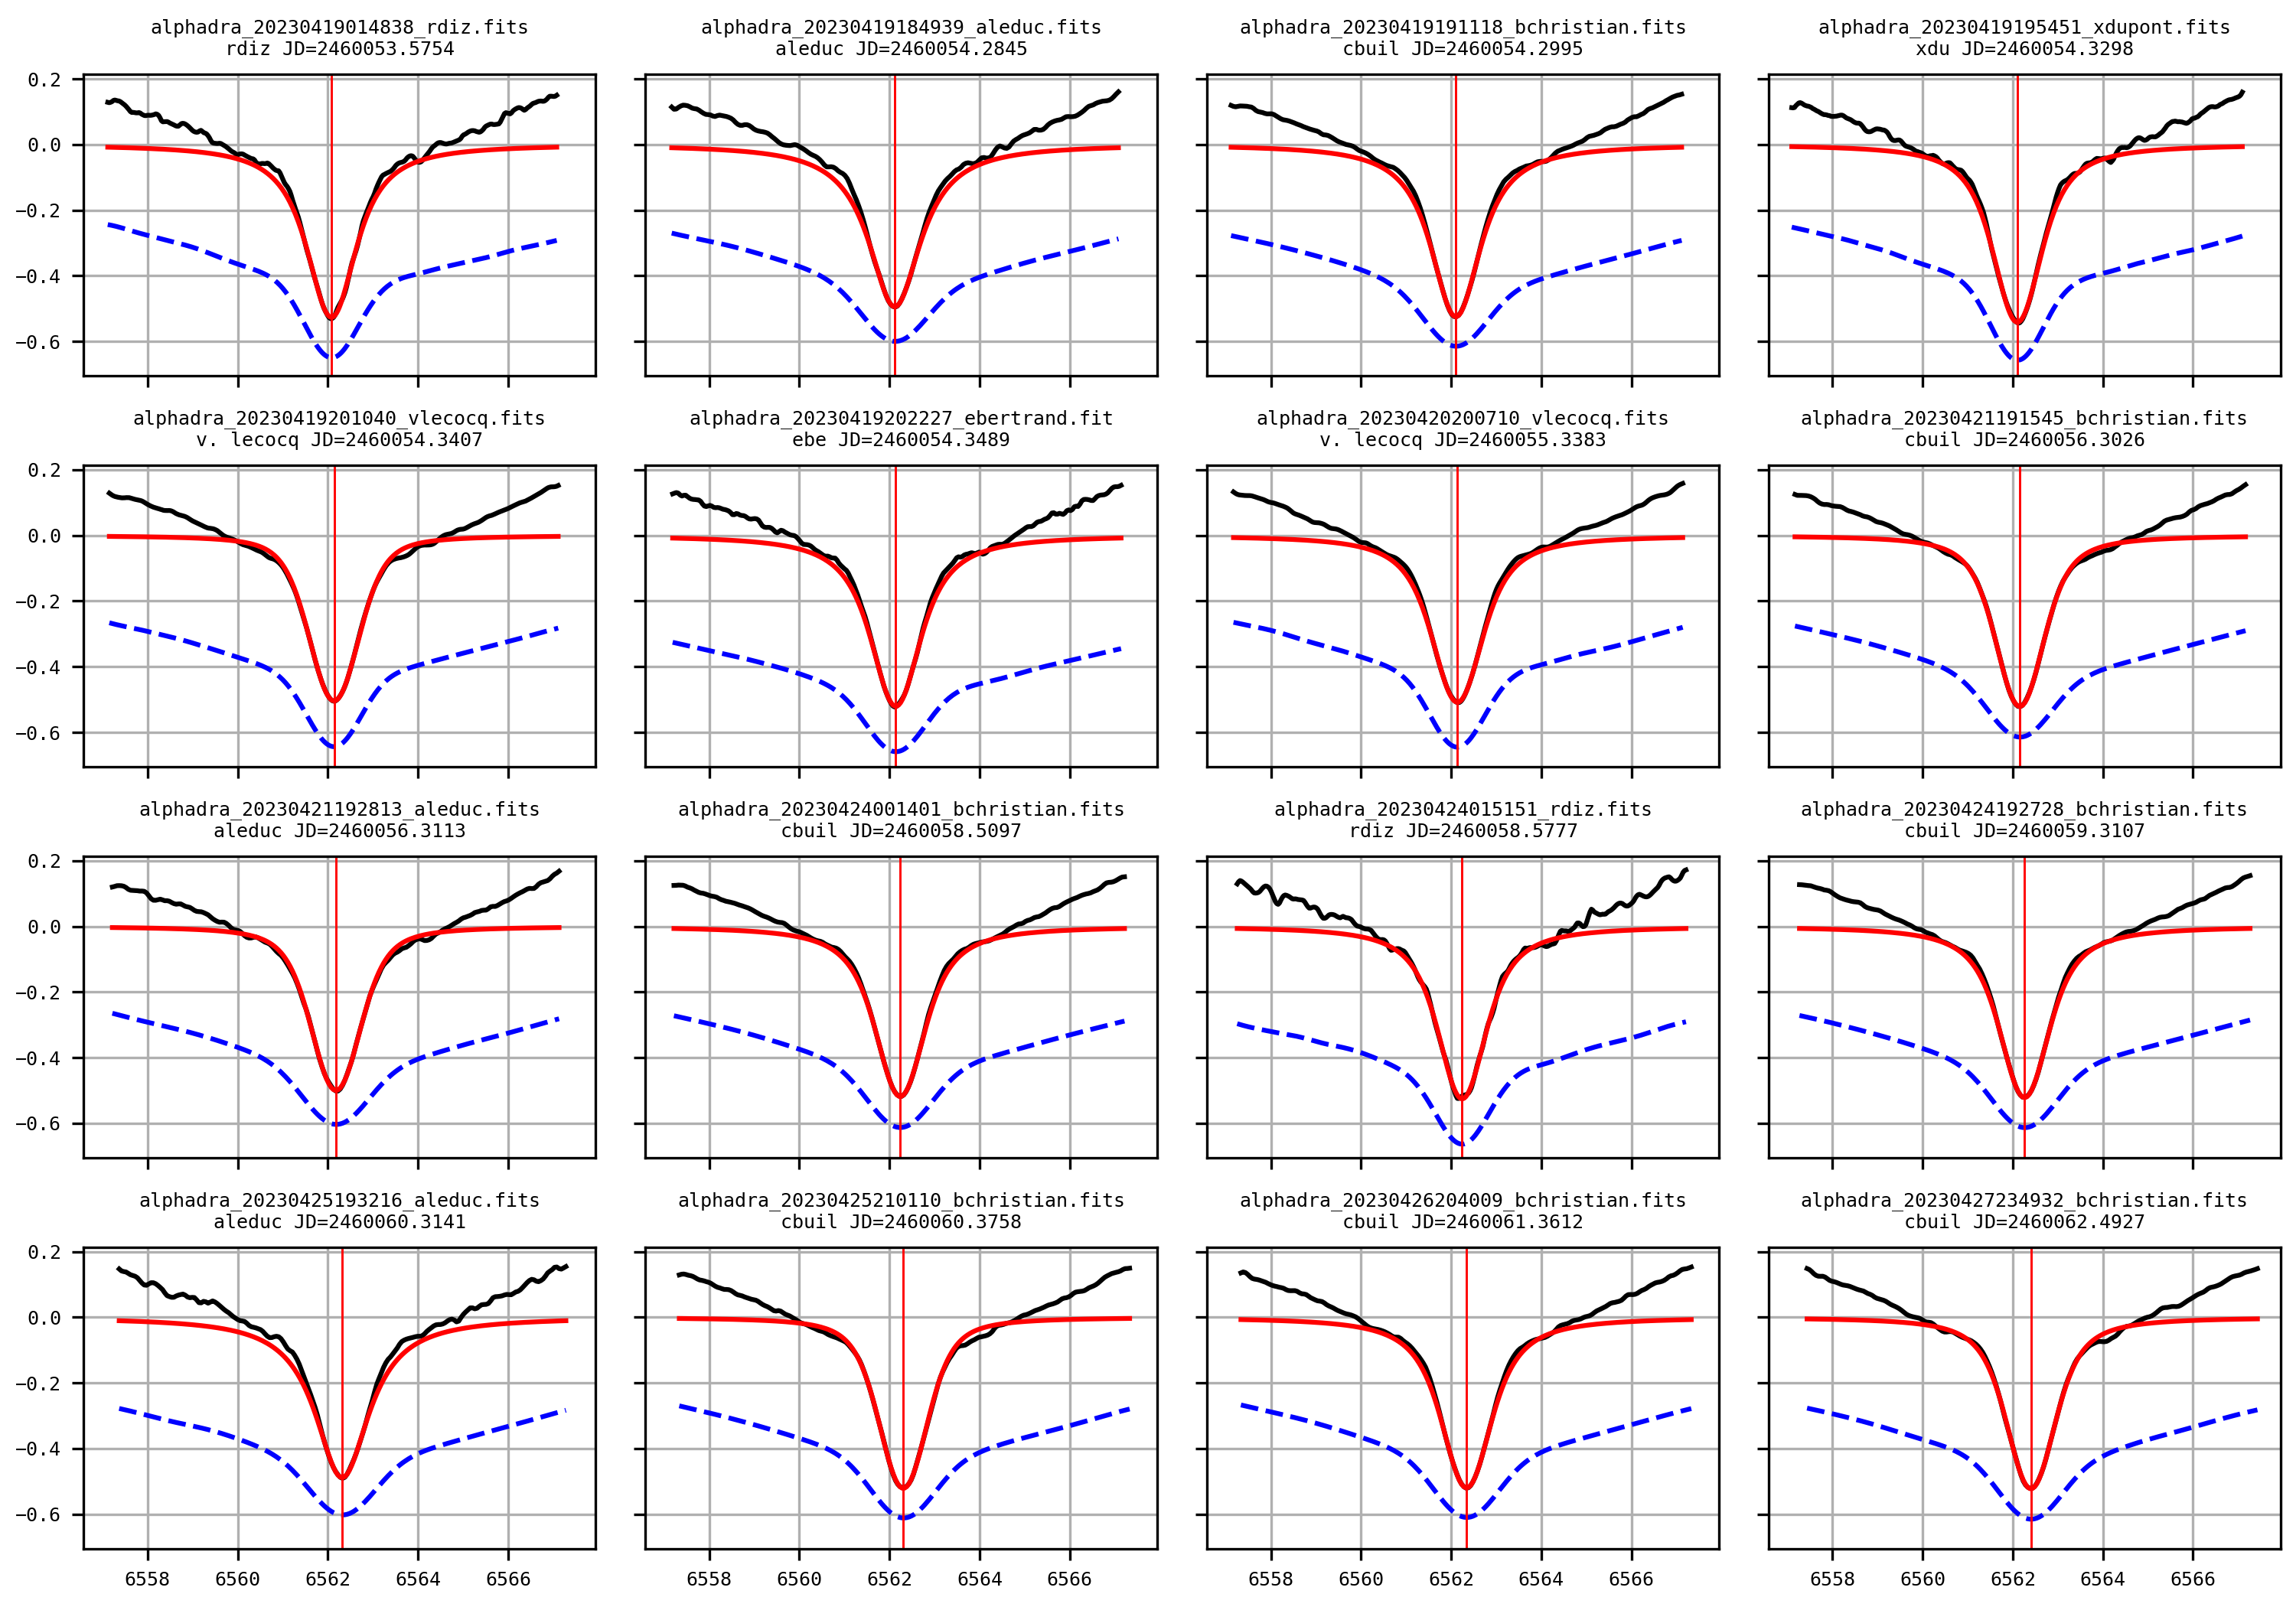 alphadra_20230419014838_rdiz.fits
rdiz JD=2460053.5754
alphadra_20230419184939_aleduc.fits
aleduc JD=2460054.2845
alphadra_20230419191118_bchristian.fits
cbuil JD=2460054.2995
alphadra_20230419195451_xdupont.fits
xdu JD=2460054.3298
0.2
0.0
−0.2
−0.4
−0.6
alphadra_20230419201040_vlecocq.fits
v. lecocq JD=2460054.3407
alphadra_20230419202227_ebertrand.fit
ebe JD=2460054.3489
alphadra_20230420200710_vlecocq.fits
v. lecocq JD=2460055.3383
alphadra_20230421191545_bchristian.fits
cbuil JD=2460056.3026
0.2
0.0
−0.2
−0.4
−0.6
alphadra_20230421192813_aleduc.fits
aleduc JD=2460056.3113
alphadra_20230424001401_bchristian.fits
cbuil JD=2460058.5097
alphadra_20230424015151_rdiz.fits
rdiz JD=2460058.5777
alphadra_20230424192728_bchristian.fits
cbuil JD=2460059.3107
0.2
0.0
−0.2
−0.4
−0.6
alphadra_20230425193216_aleduc.fits
aleduc JD=2460060.3141
alphadra_20230425210110_bchristian.fits
cbuil JD=2460060.3758
alphadra_20230426204009_bchristian.fits
cbuil JD=2460061.3612
alphadra_20230427234932_bchristian.fits
cbuil JD=2460062.4927
0.2
0.0
−0.2
−0.4
−0.6
6558 6560 6562 6564 6566
6558 6560 6562 6564 6566
6558 6560 6562 6564 6566
6558 6560 6562 6564 6566